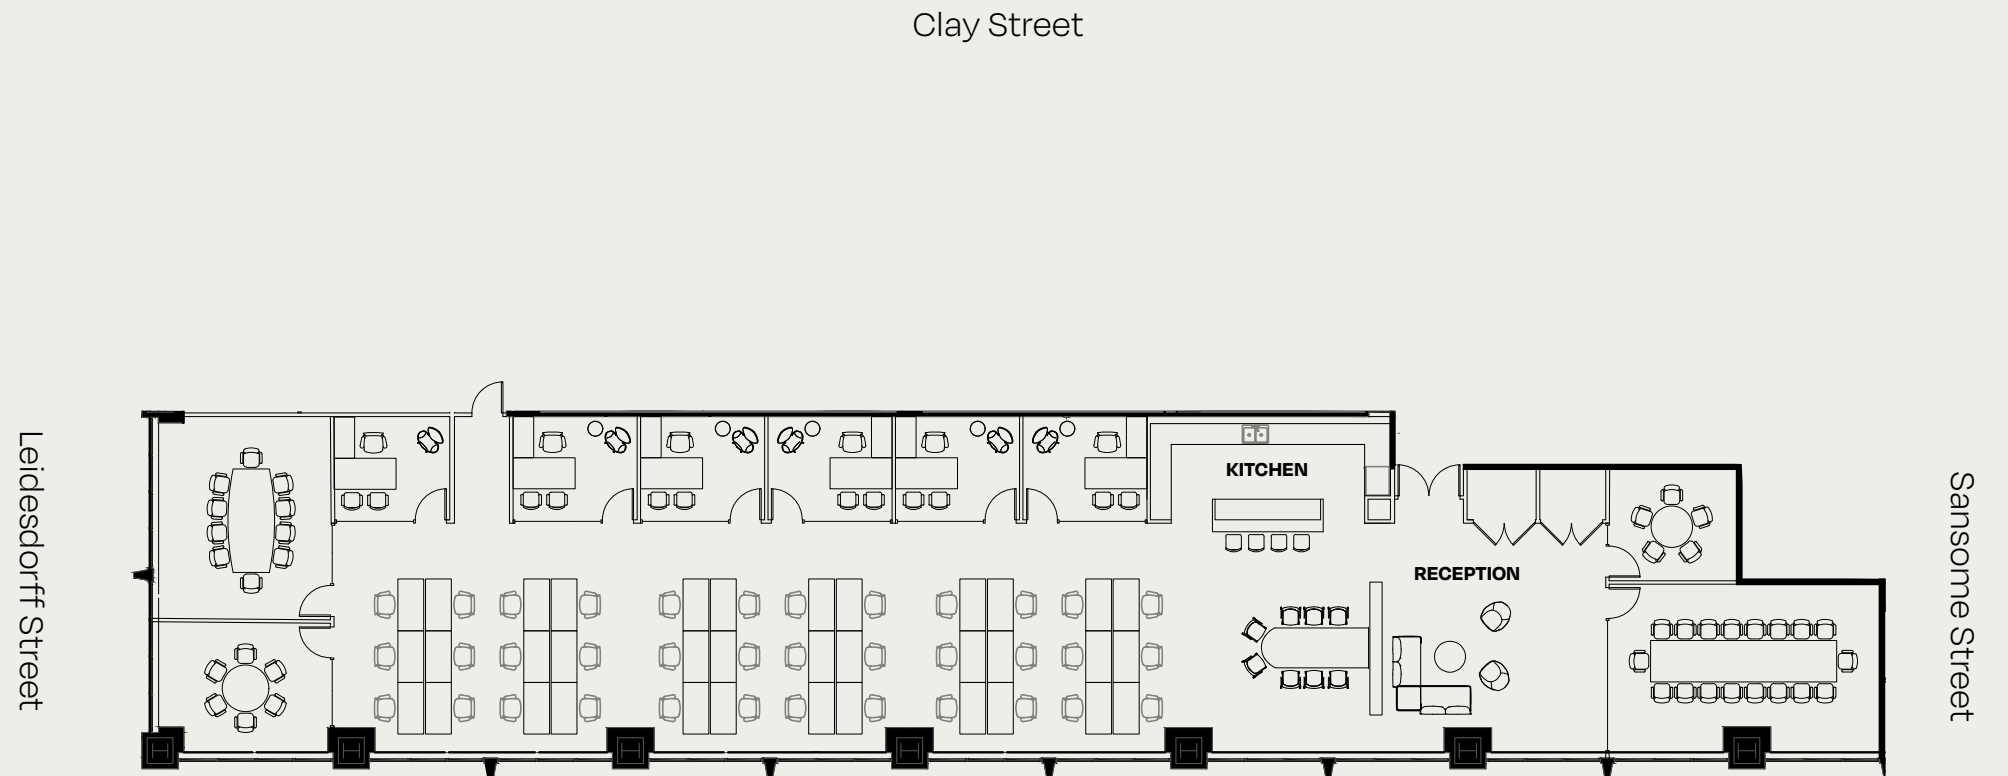 Clay Street
Leidesdorff Street
KITCHEN
RECEPTION
Sansome Street